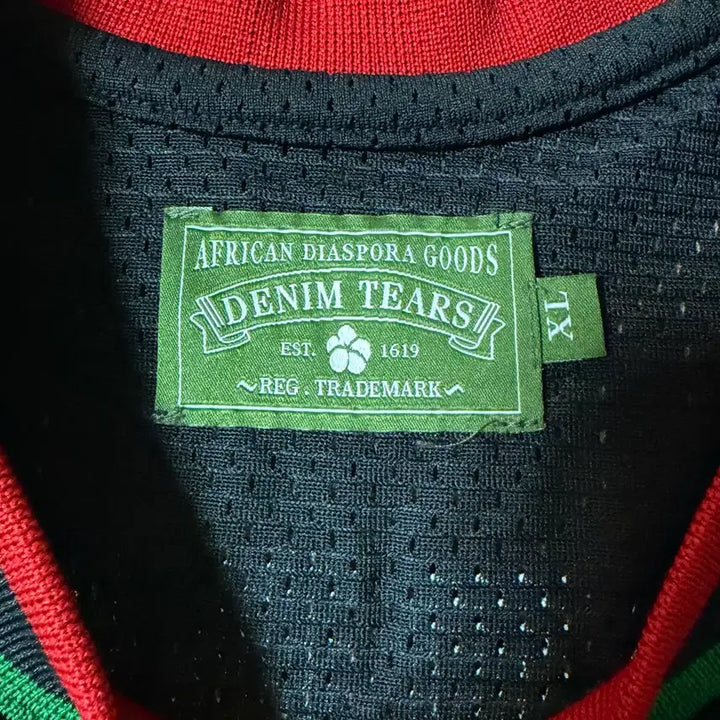 AFRICAN DIASPORA GOODS
DENIM TEARS
EST. 1619
~REG. TRADEMARK~
XL